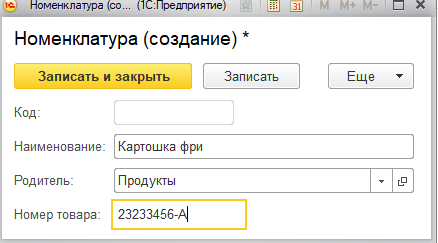 Номенклатура (со... (1С:Предприятие)
31 M M+ M-
Номенклатура (создание) *
Записать и закрыть Записать Еще
Код:
Наименование: Картошка фри
Родитель: Продукты
Номер товара: 23233456-А